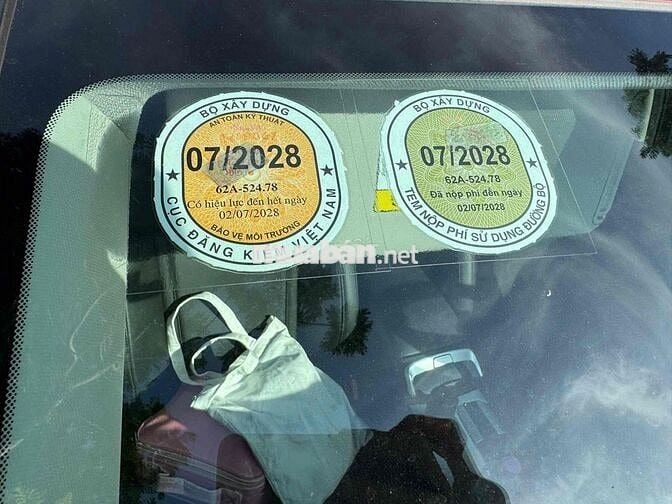 BỘ XÂY DỰNG
AN TOÀN KỸ THUẬT
07/2028
62A-524.78
Có hiệu lực đến hết ngày
02/07/2028
BẢO VỆ MÔI TRƯỜNG
CỤC ĐĂNG KIỂM VIỆT NAM
BỘ XÂY DỰNG
07/2028
62A-524.78
Đã nộp phí đến ngày
02/07/2028
TEM NỘP PHÍ SỬ DỤNG ĐƯỜNG BỘ